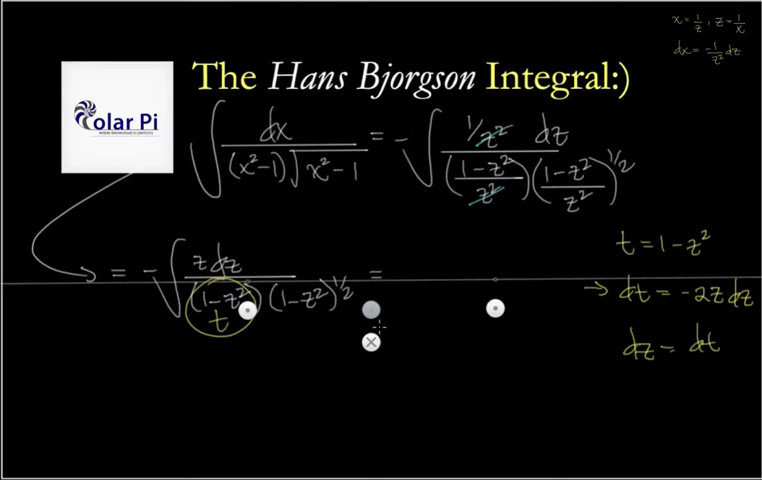 x = 1/z , z = 1/x
dx = -1/z² dz
The Hans Bjorgson Integral:)
olar Pi
∫ dx / (x²-1)√(x²-1) = -∫ (1/z² dz) / ((1-z²)/z²)((1-z²)/z²)^1/2
t = 1-z²
= -∫ z dz / (1-z²)(1-z²)^1/2 =
t
→ dt = -2z dz
dz = dt